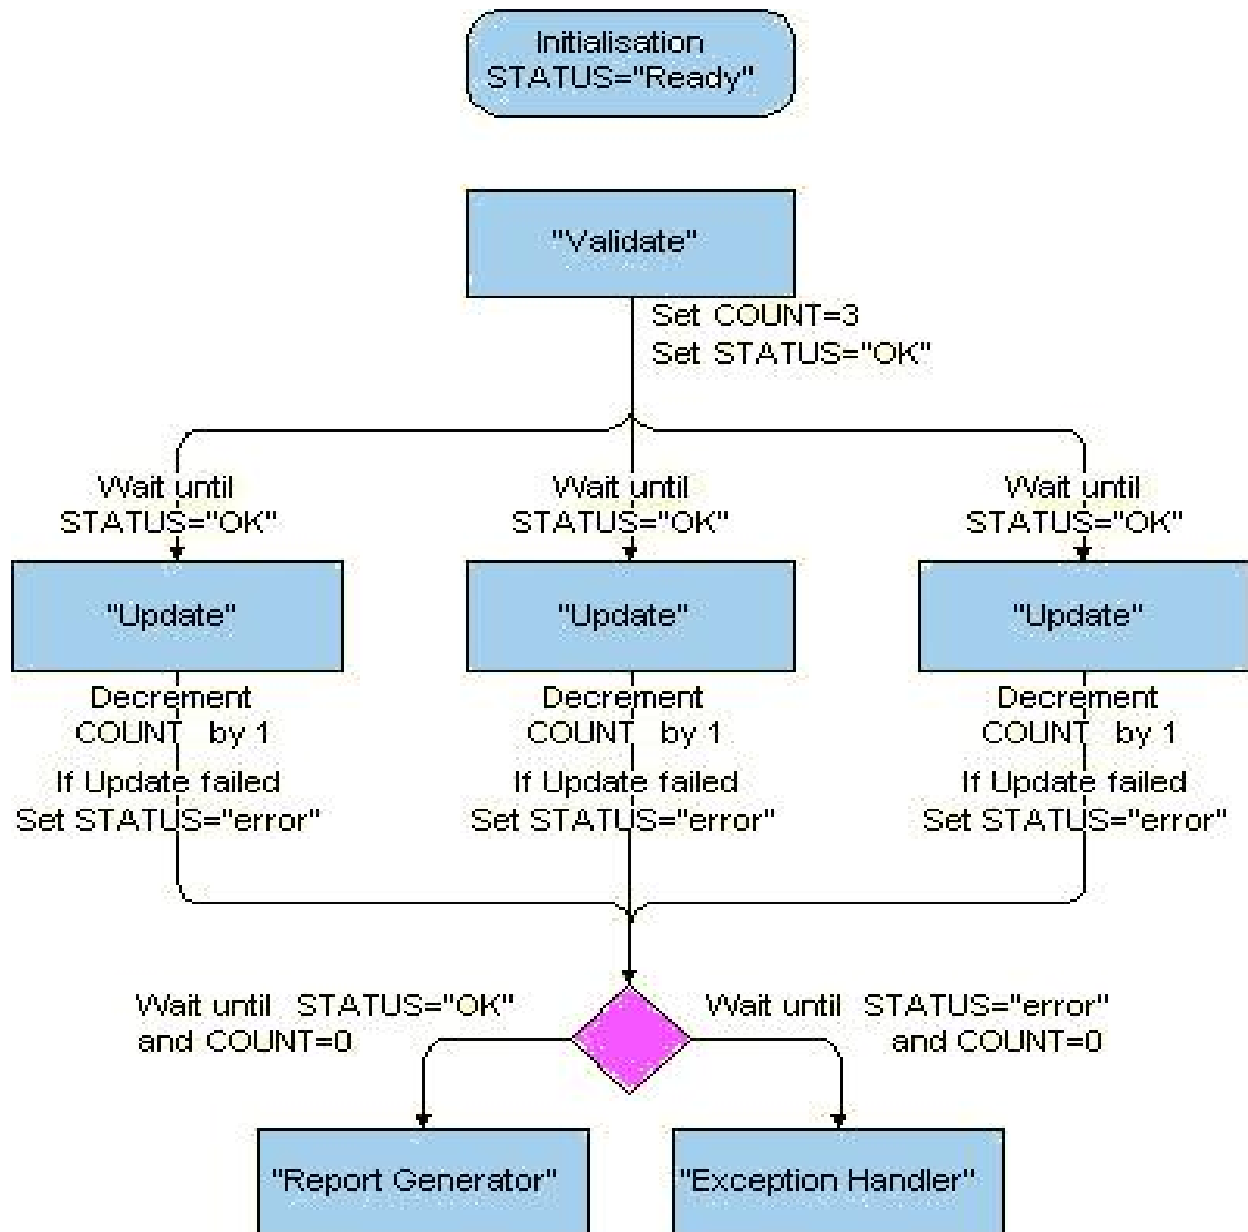 Initialisation
STATUS="Ready"
"Validate"
Set COUNT=3
Set STATUS="OK"
Wait until
STATUS="OK"
Wait until
STATUS="OK"
Wait until
STATUS="OK"
"Update"
"Update"
"Update"
Decrement
COUNT by 1
If Update failed
Set STATUS="error"
Decrement
COUNT by 1
If Update failed
Set STATUS="error"
Decrement
COUNT by 1
If Update failed
Set STATUS="error"
Wait until STATUS="OK"
and COUNT=0
Wait until STATUS="error"
and COUNT=0
"Report Generator"
"Exception Handler"